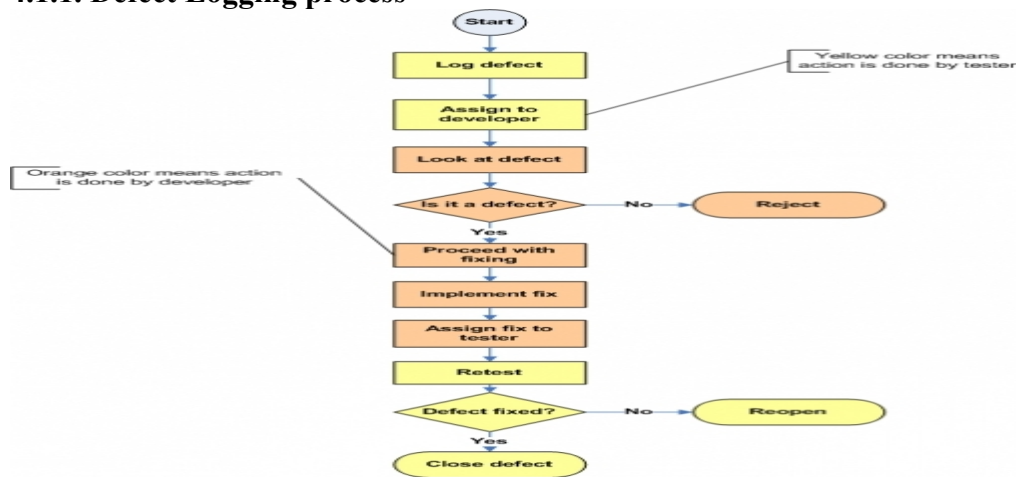 4.1.1. Defect Logging process
Start
Log defect
Yellow color means
action is done by tester
Assign to
developer
Look at defect
Orange color means action
is done by developer
Is it a defect?
No
Reject
Yes
Proceed with
fixing
Implement fix
Assign fix to
tester
Retest
Defect fixed?
No
Reopen
Yes
Close defect